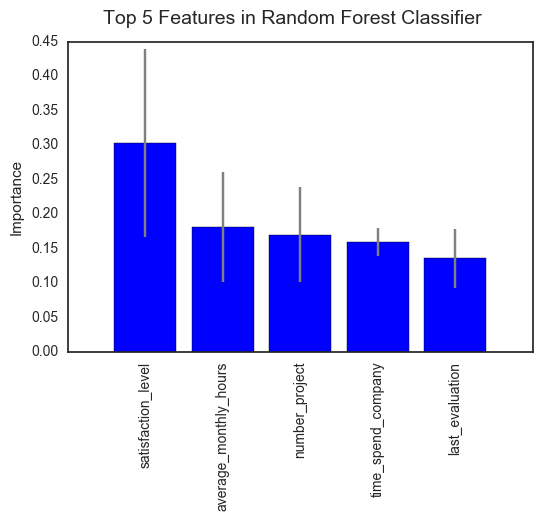 Top 5 Features in Random Forest Classifier
Importance
0.45
0.40
0.35
0.30
0.25
0.20
0.15
0.10
0.05
0.00
satisfaction_level
average_monthly_hours
number_project
time_spend_company
last_evaluation